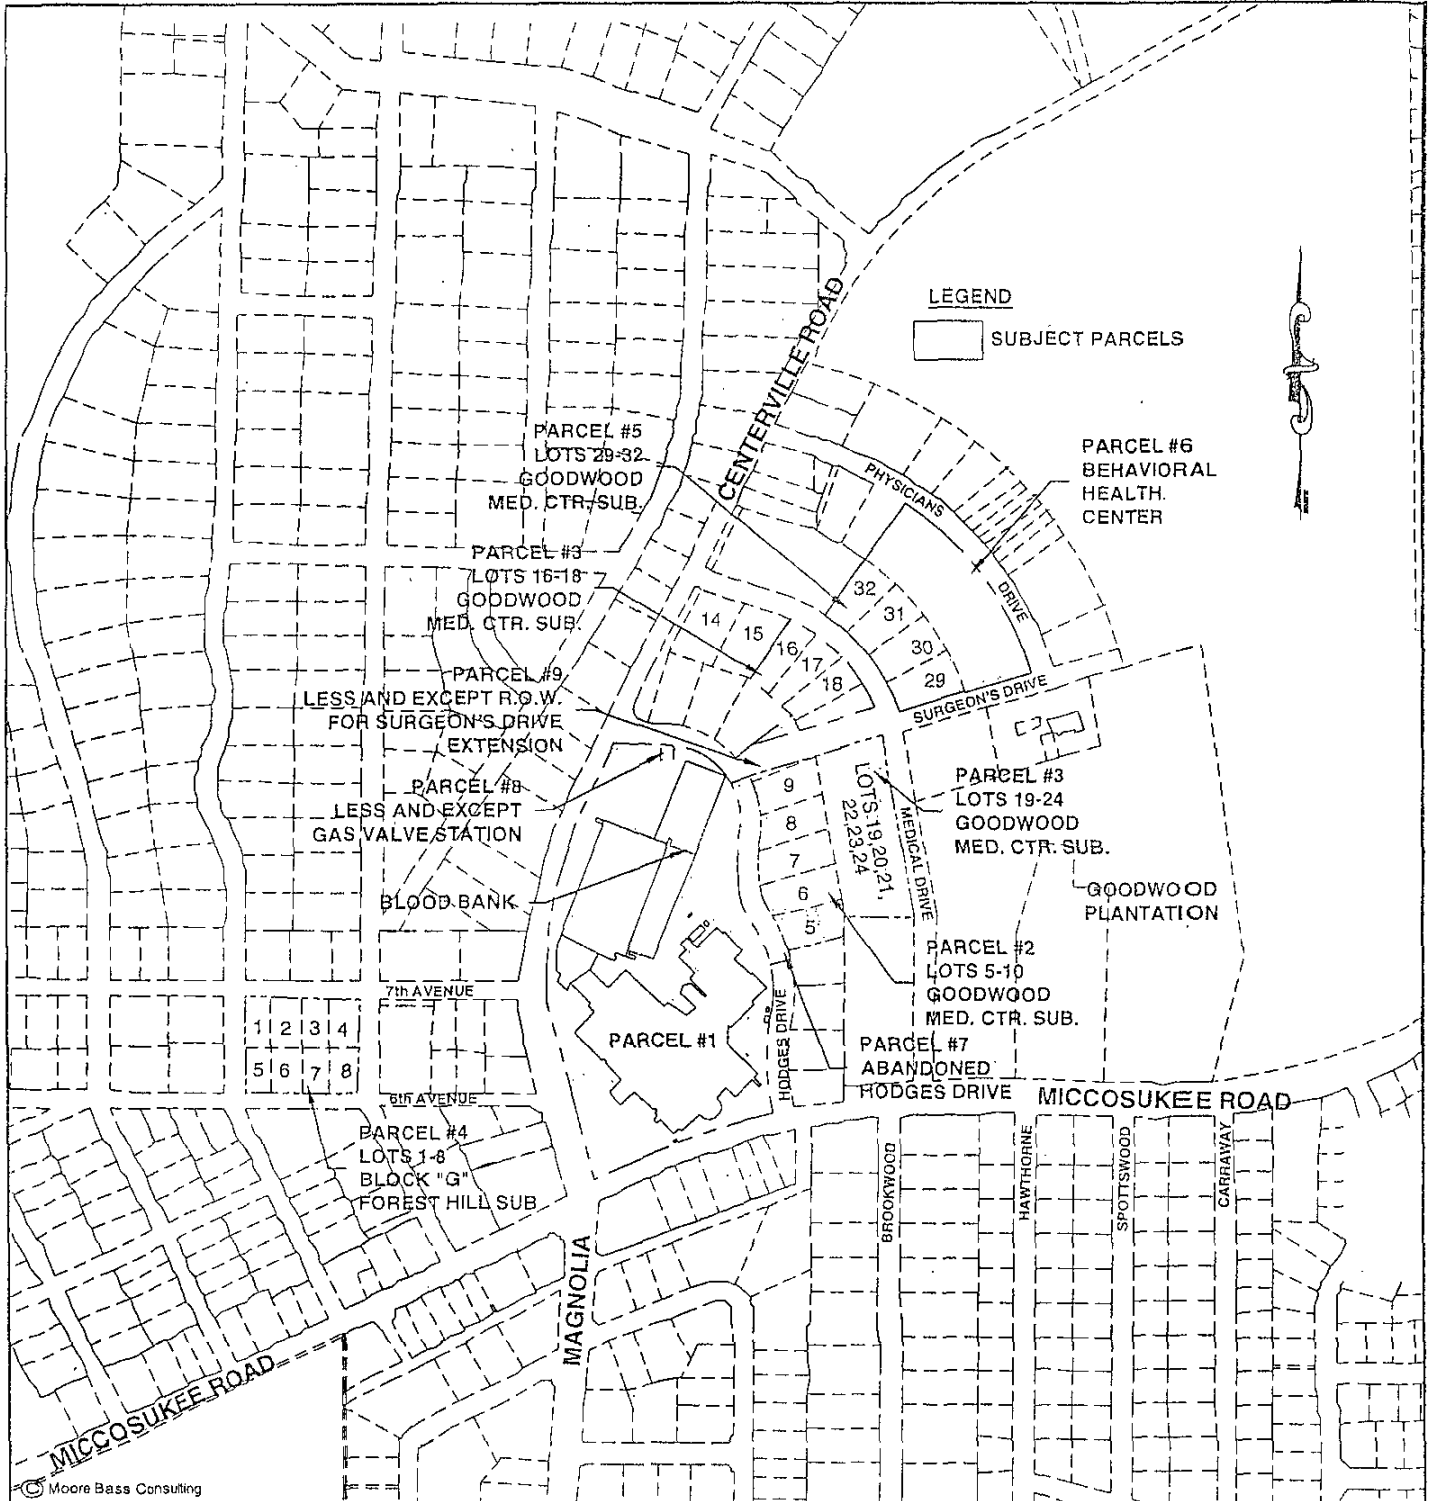 LEGEND
SUBJECT PARCELS
CENTERVILLE ROAD
PARCEL #5
LOTS 29-32
GOODWOOD
MED. CTR. SUB.
PHYSICIANS
DRIVE
PARCEL #6
BEHAVIORAL
HEALTH.
CENTER
PARCEL #3
LOTS 16-18
GOODWOOD
MED. CTR. SUB.
32
31
30
29
14
15
16
17
18
PARCEL #9
LESS AND EXCEPT R.O.W.
FOR SURGEON'S DRIVE
EXTENSION
SURGEON'S DRIVE
PARCEL #8
LESS AND EXCEPT
GAS VALVE STATION
BLOOD BANK
9
8
7
6
5
LOTS 19,20,21,
22,23,24
MEDICAL DRIVE
PARCEL #3
LOTS 19-24
GOODWOOD
MED. CTR. SUB.
GOODWOOD
PLANTATION
PARCEL #2
LOTS 5-10
GOODWOOD
MED. CTR. SUB.
7th AVENUE
1 2 3 4
5 6 7 8
6th AVENUE
PARCEL #1
HODGES DRIVE
PARCEL #7
ABANDONED
HODGES DRIVE
MICCOSUKEE ROAD
PARCEL #4
LOTS 1-8
BLOCK "G"
FOREST HILL SUB
MAGNOLIA
BROOKWOOD
HAWTHORNE
SPOTTSWOOD
CARRAWAY
MICCOSUKEE ROAD
© Moore Bass Consulting